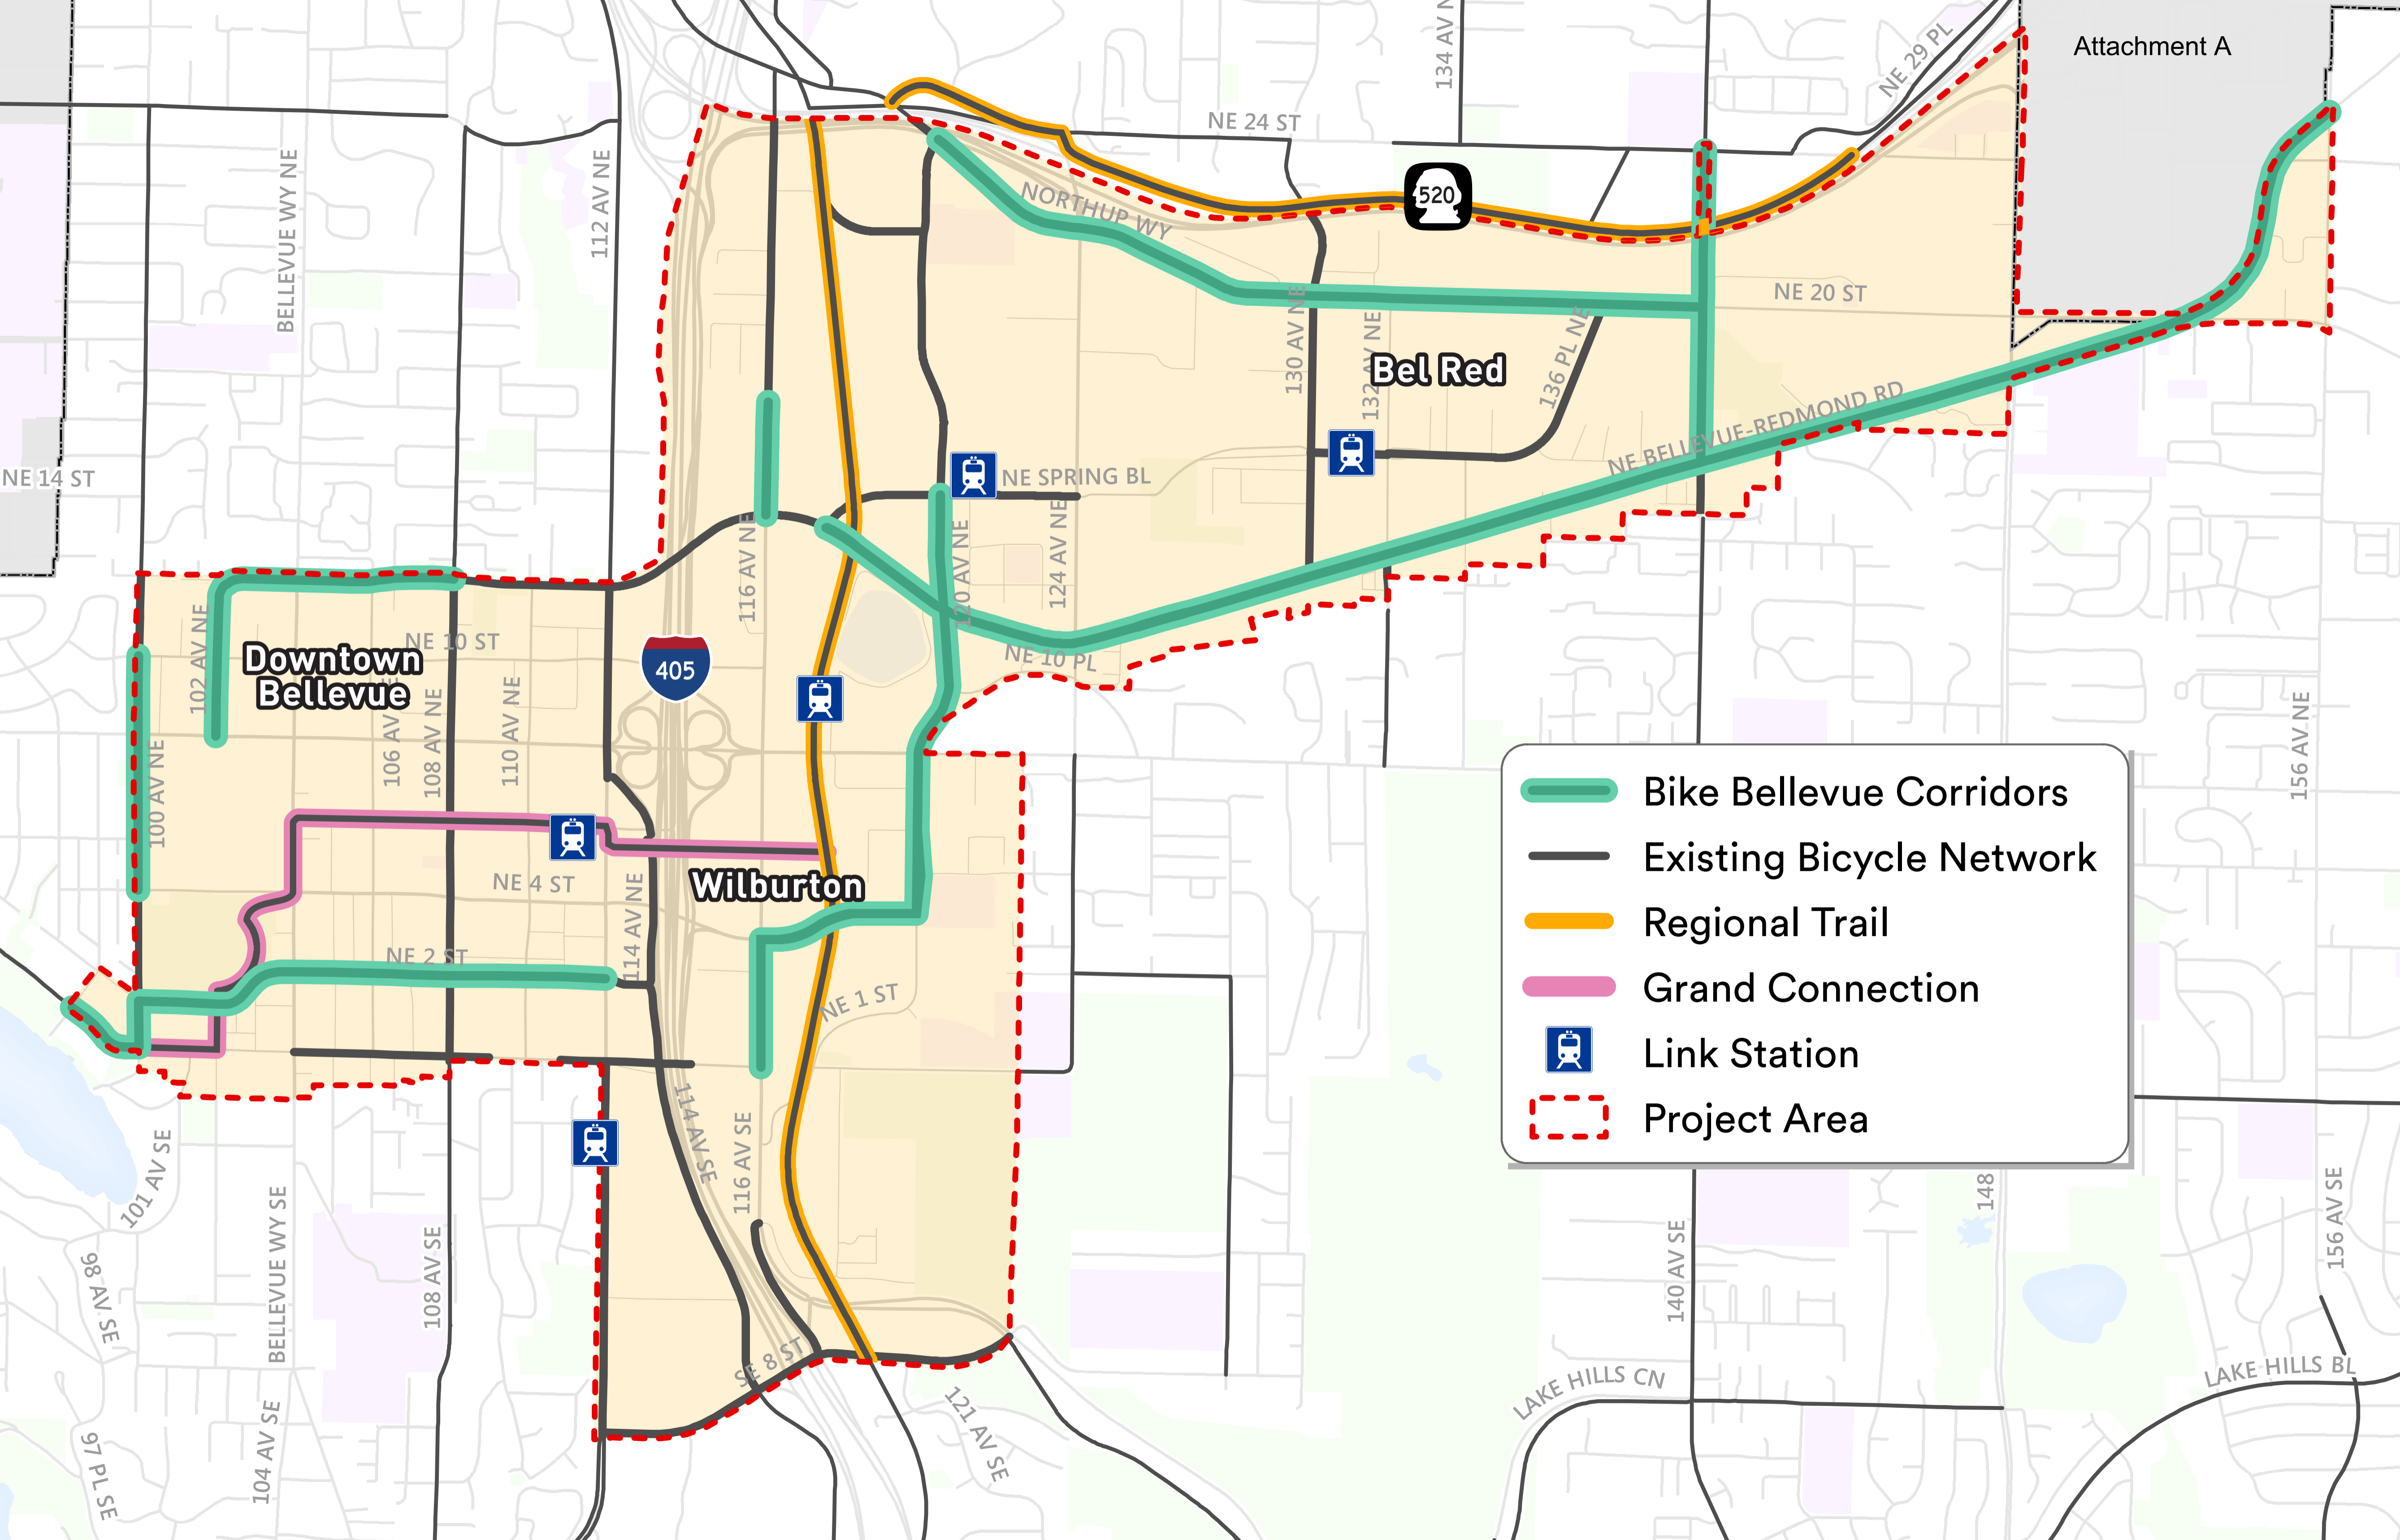 Attachment A
134 AV N
NE 29 PL
NE 24 ST
BELLEVUE WY NE
112 AV NE
520
NORTHUP WY
NE 20 ST
130 AV NE
132 AV NE
136 PL NE
Bel Red
NE BELLEVUE-REDMOND RD
NE 14 ST
NE SPRING BL
116 AV NE
120 AV NE
124 AV NE
102 AV NE
NE 10 ST
Downtown
Bellevue
405
NE 10 PL
106 AV
108 AV NE
110 AV NE
100 AV NE
156 AV NE
NE 4 ST
Wilburton
114 AV NE
NE 2 ST
NE 1 ST
Bike Bellevue Corridors
Existing Bicycle Network
Regional Trail
Grand Connection
Link Station
Project Area
114 AV SE
116 AV SE
101 AV SE
BELLEVUE WY SE
108 AV SE
98 AV SE
148
140 AV SE
156 AV SE
SE 8 ST
121 AV SE
LAKE HILLS CN
LAKE HILLS BL
104 AV SE
97 PL SE